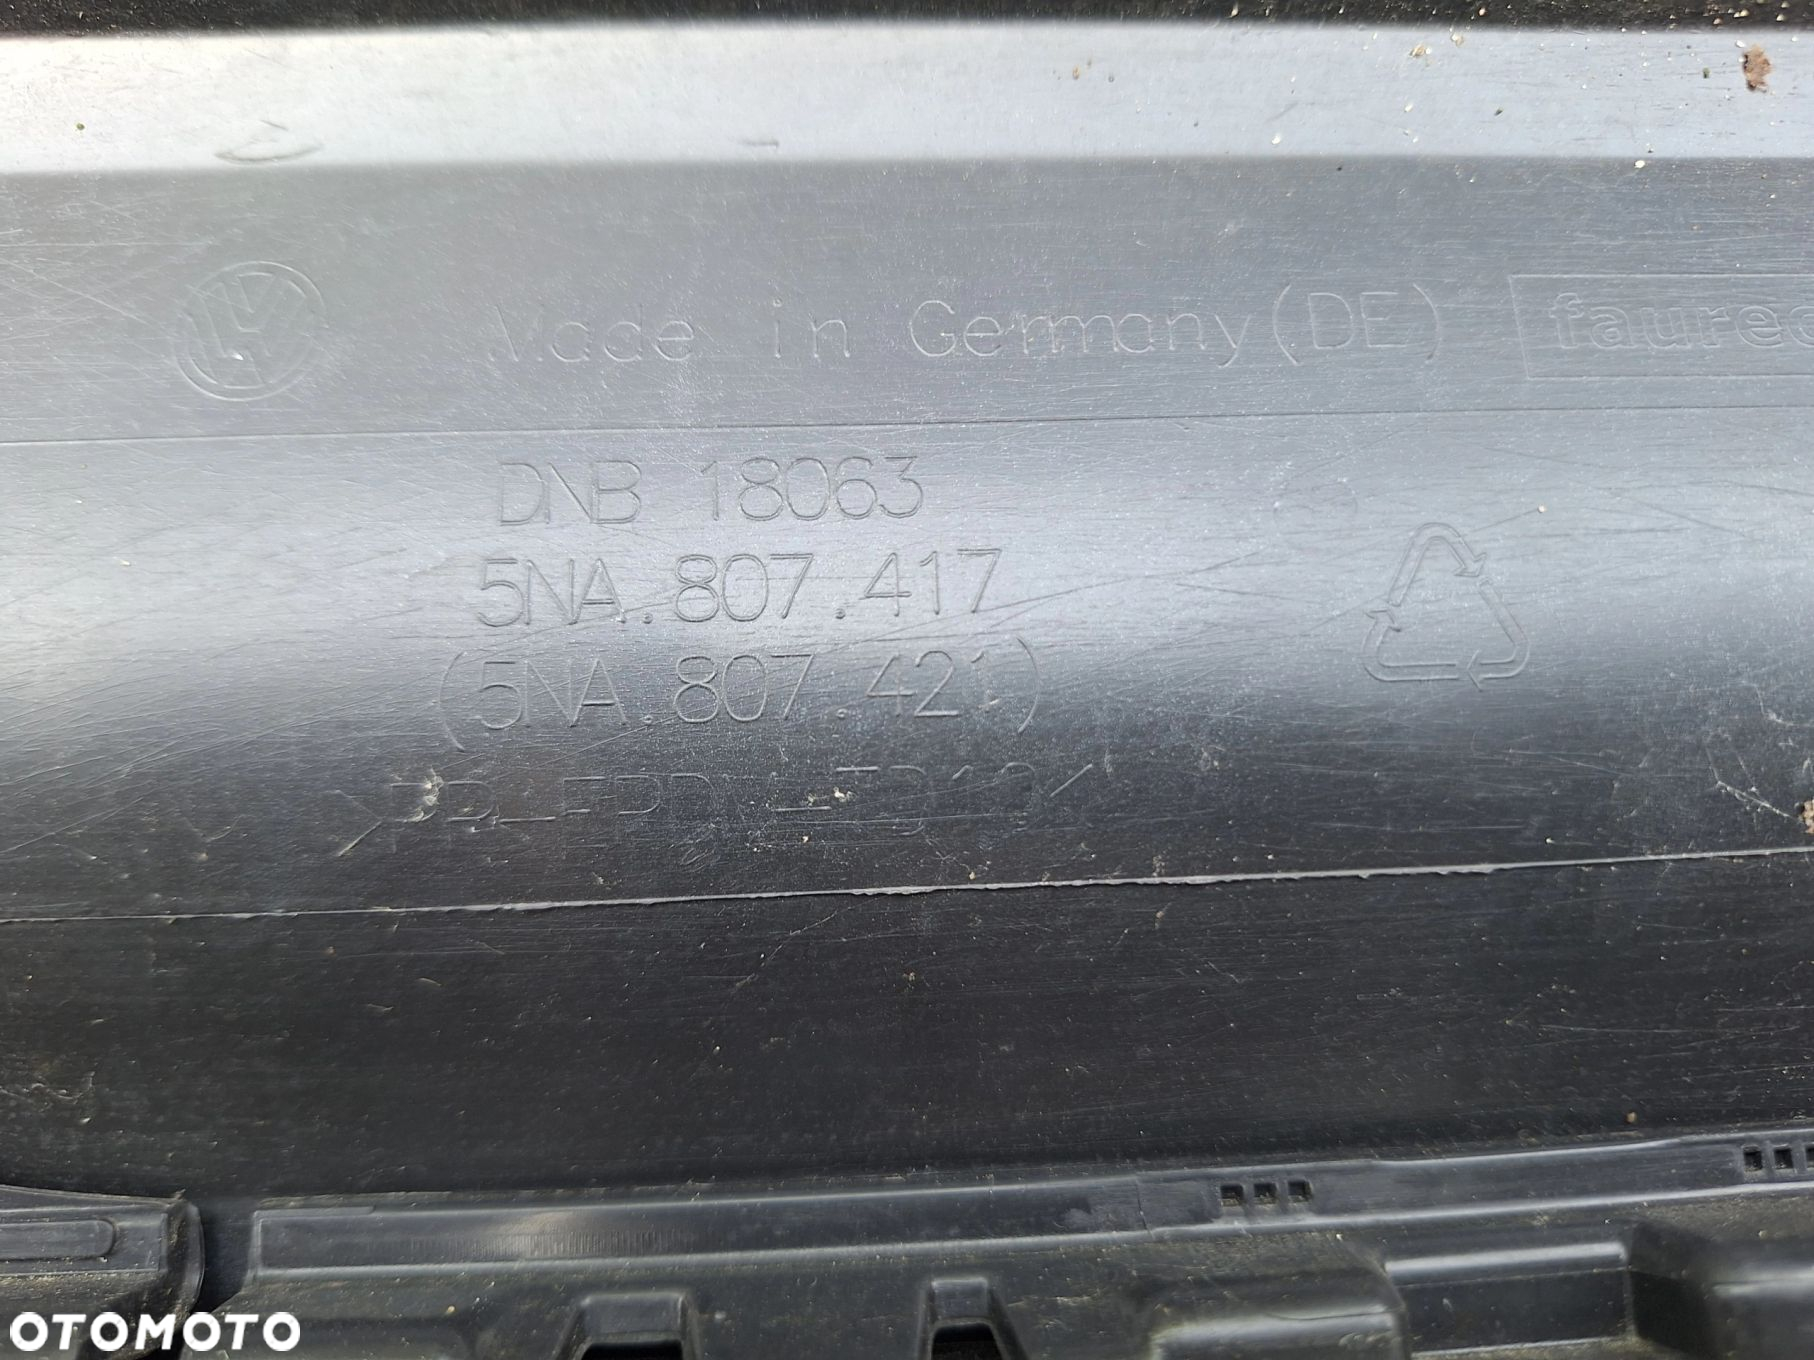 Made in Germany (DE)
DNB 18063
5NA.807.417
(5NA.807.421)
OTOMOTO